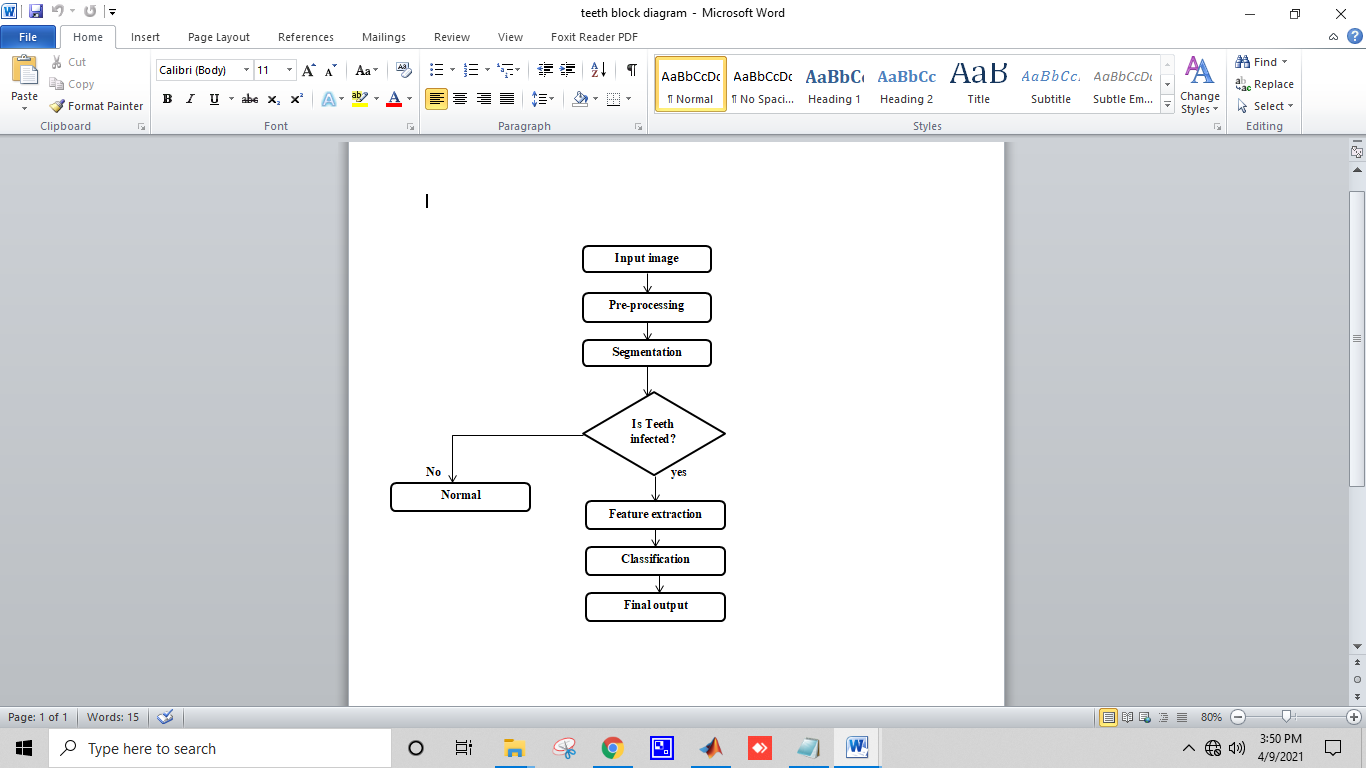 teeth block diagram - Microsoft Word
File Home Insert Page Layout References Mailings Review View Foxit Reader PDF
Paste
Cut
Copy
Format Painter
Clipboard
Calibri (Body) 11
Font
Paragraph
AaBbCcDc AaBbCcDc AaBbC AaBbCc AaB AaBbCc. AaBbCcDc
¶ Normal ¶ No Spaci... Heading 1 Heading 2 Title Subtitle Subtle Em...
Styles
Change
Styles
Find
Replace
Select
Editing
Input image
Pre-processing
Segmentation
Is Teeth
infected?
No
yes
Normal
Feature extraction
Classification
Final output
Page: 1 of 1 Words: 15
80%
Type here to search
3:50 PM
4/9/2021